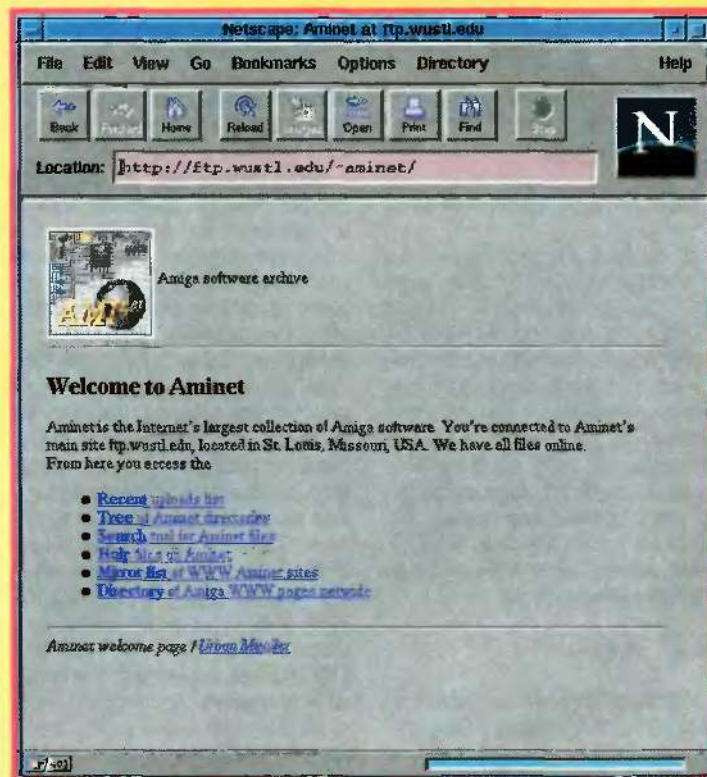 Netscape: Aminet at ftp.wustl.edu
File Edit View Go Bookmarks Options Directory Help
Back Forward Home Reload Images Open Print Find Stop
Location: http://ftp.wustl.edu/~aminet/
N
AMInet
Amiga software archive
Welcome to Aminet
Aminet is the Internet's largest collection of Amiga software. You're connected to Aminet's
main site ftp.wustl.edu, located in St. Louis, Missouri, USA. We have all files online.
From here you access the
Recent uploads list
Tree of Aminet directories
Search tool for Aminet files
Help files on Aminet
Mirror list of WWW Aminet sites
Directory of Amiga WWW pages network
Aminet welcome page /